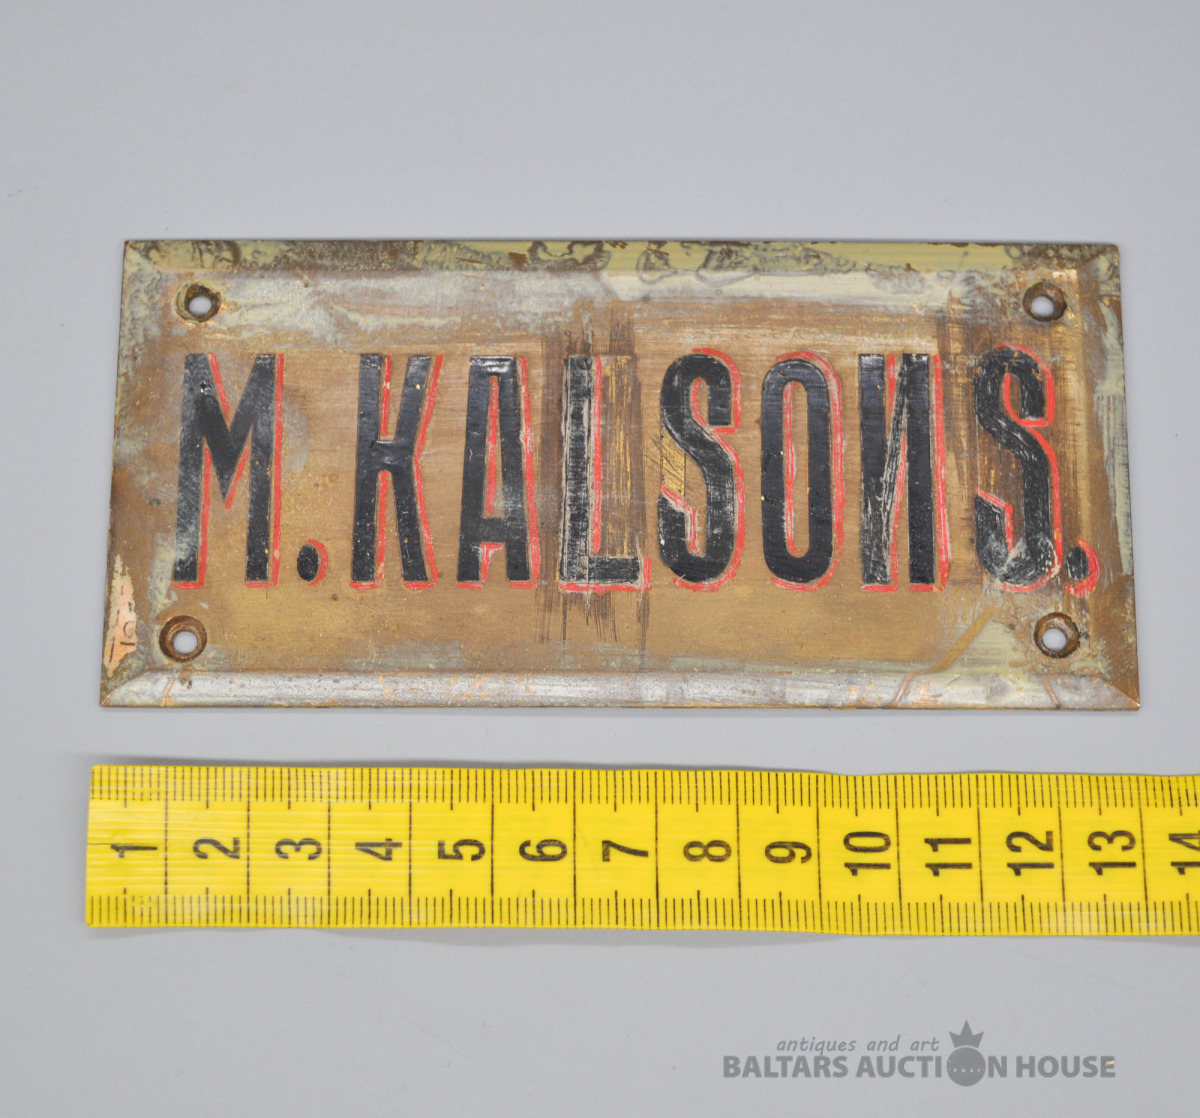 M. KALSOИS.
1 2 3 4 5 6 7 8 9 10 11 12 13 14
antiques and art
BALTARS AUCTION HOUSE